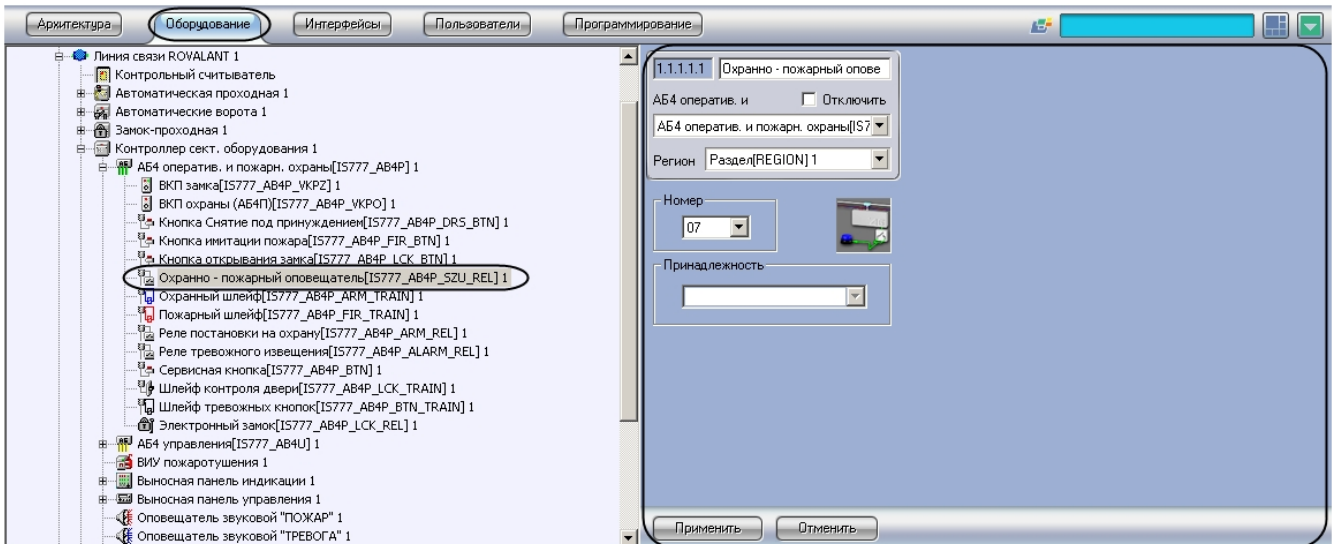 Архитектура Оборудование Интерфейсы Пользователи Программирование
Линия связи ROVALANT 1
Контрольный считыватель
Автоматическая проходная 1
Автоматические ворота 1
Замок-проходная 1
Контроллер сект. оборудования 1
АБ4 оператив. и пожарн. охраны[IS777_AB4P] 1
ВКП замка[IS777_AB4P_VKPZ] 1
ВКП охраны (АБ4П)[IS777_AB4P_VKPO] 1
Кнопка Снятие под принуждением[IS777_AB4P_DRS_BTN] 1
Кнопка имитации пожара[IS777_AB4P_FIR_BTN] 1
Кнопка открывания замка[IS777_AB4P_LCK_BTN] 1
Охранно - пожарный оповещатель[IS777_AB4P_SZU_REL] 1
Охранный шлейф[IS777_AB4P_ARM_TRAIN] 1
Пожарный шлейф[IS777_AB4P_FIR_TRAIN] 1
Реле постановки на охрану[IS777_AB4P_ARM_REL] 1
Реле тревожного извещения[IS777_AB4P_ALARM_REL] 1
Сервисная кнопка[IS777_AB4P_BTN] 1
Шлейф контроля двери[IS777_AB4P_LCK_TRAIN] 1
Шлейф тревожных кнопок[IS777_AB4P_BTN_TRAIN] 1
Электронный замок[IS777_AB4P_LCK_REL] 1
АБ4 управления[IS777_AB4U] 1
ВИУ пожаротушения 1
Выносная панель индикации 1
Выносная панель управления 1
Оповещатель звуковой "ПОЖАР" 1
Оповещатель звуковой "ТРЕВОГА" 1
1.1.1.1.1 Охранно - пожарный опове
АБ4 оператив. и Отключить
АБ4 оператив. и пожарн. охраны[IS7
Регион Раздел[REGION] 1
Номер
07
Принадлежность
Применить Отменить